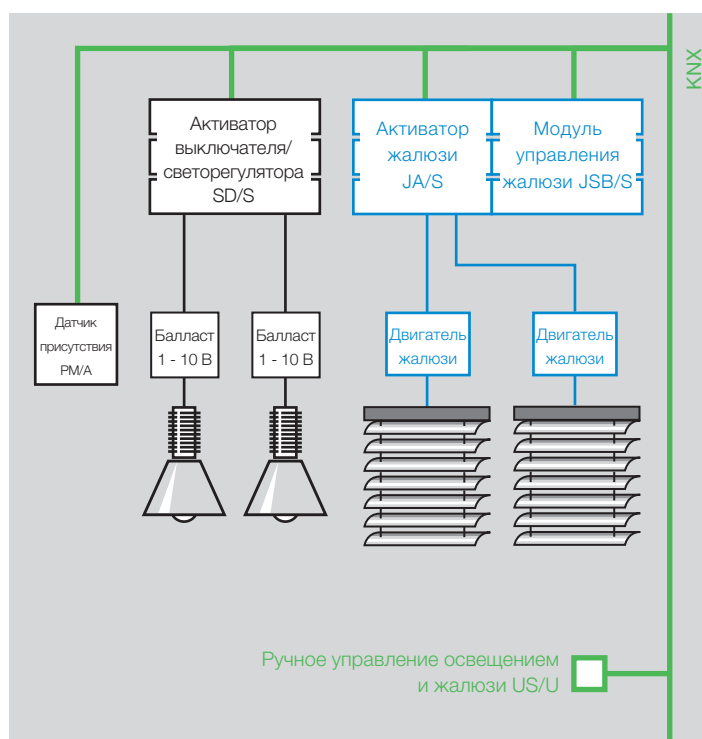 KNX
Активатор
выключателя/
светорегулятора
SD/S
Активатор
жалюзи
JA/S
Модуль
управления
жалюзи JSB/S
Датчик
присутствия
PM/A
Балласт
1 - 10 В
Балласт
1 - 10 В
Двигатель
жалюзи
Двигатель
жалюзи
Ручное управление освещением
и жалюзи US/U